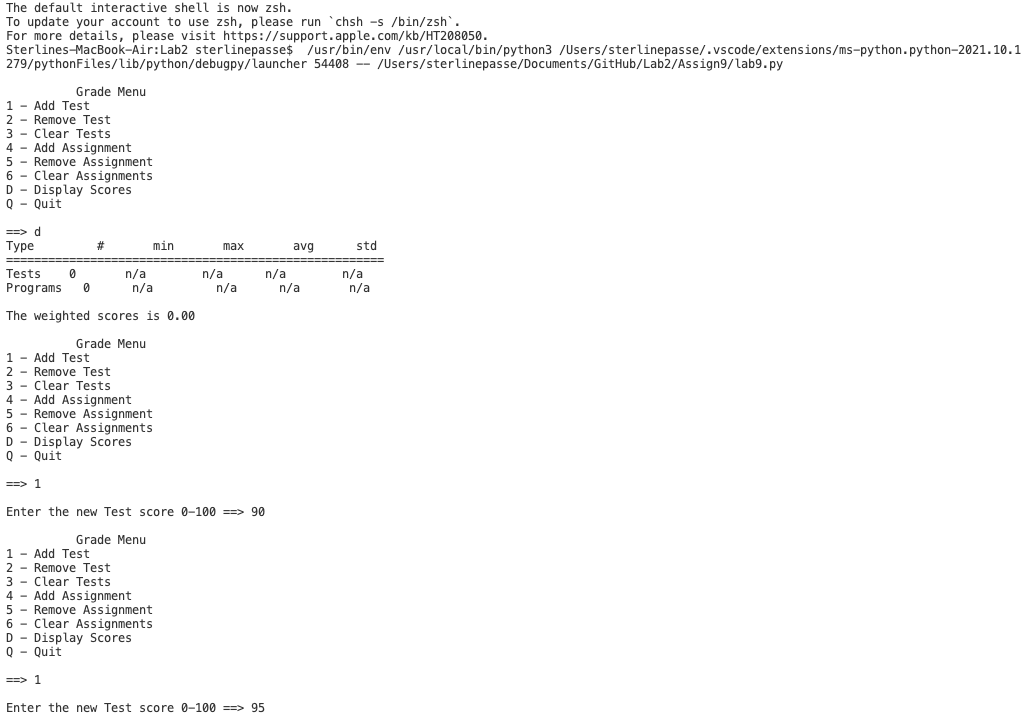 The default interactive shell is now zsh.
To update your account to use zsh, please run `chsh -s /bin/zsh`.
For more details, please visit https://support.apple.com/kb/HT208050.
Sterlines-MacBook-Air:Lab2 sterlinepasse$  /usr/bin/env /usr/local/bin/python3 /Users/sterlinepasse/.vscode/extensions/ms-python.python-2021.10.1
279/pythonFiles/lib/python/debugpy/launcher 54408 -- /Users/sterlinepasse/Documents/GitHub/Lab2/Assign9/lab9.py

          Grade Menu
1 - Add Test
2 - Remove Test
3 - Clear Tests
4 - Add Assignment
5 - Remove Assignment
6 - Clear Assignments
D - Display Scores
Q - Quit

==> d
Type         #       min       max       avg      std
======================================================
Tests    0       n/a        n/a      n/a        n/a
Programs   0      n/a         n/a      n/a       n/a

The weighted scores is 0.00

          Grade Menu
1 - Add Test
2 - Remove Test
3 - Clear Tests
4 - Add Assignment
5 - Remove Assignment
6 - Clear Assignments
D - Display Scores
Q - Quit

==> 1

Enter the new Test score 0-100 ==> 90

          Grade Menu
1 - Add Test
2 - Remove Test
3 - Clear Tests
4 - Add Assignment
5 - Remove Assignment
6 - Clear Assignments
D - Display Scores
Q - Quit

==> 1

Enter the new Test score 0-100 ==> 95